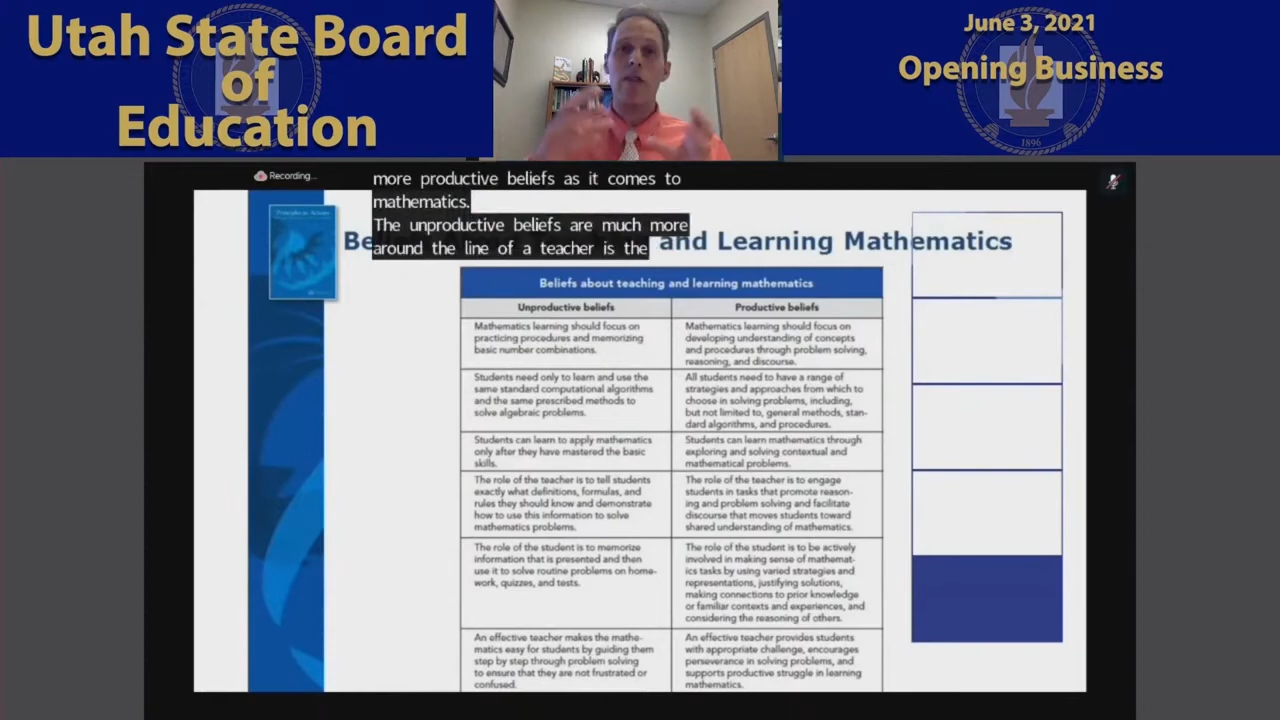 Utah State Board
of
Education
June 3, 2021
Opening Business
1896
Recording...
more productive beliefs as it comes to
mathematics.
The unproductive beliefs are much more
around the line of a teacher is the
Principles to Actions
Be
and Learning Mathematics
Beliefs about teaching and learning mathematics
Unproductive beliefs
Productive beliefs
Mathematics learning should focus on
practicing procedures and memorizing
basic number combinations.
Mathematics learning should focus on
developing understanding of concepts
and procedures through problem solving,
reasoning, and discourse.
Students need only to learn and use the
same standard computational algorithms
and the same prescribed methods to
solve algebraic problems.
All students need to have a range of
strategies and approaches from which to
choose in solving problems, including,
but not limited to, general methods, stan-
dard algorithms, and procedures.
Students can learn to apply mathematics
only after they have mastered the basic
skills.
Students can learn mathematics through
exploring and solving contextual and
mathematical problems.
The role of the teacher is to tell students
exactly what definitions, formulas, and
rules they should know and demonstrate
how to use this information to solve
mathematics problems.
The role of the teacher is to engage
students in tasks that promote reason-
ing and problem solving and facilitate
discourse that moves students toward
shared understanding of mathematics.
The role of the student is to memorize
information that is presented and then
use it to solve routine problems on home-
work, quizzes, and tests.
The role of the student is to be actively
involved in making sense of mathemat-
ics tasks by using varied strategies and
representations, justifying solutions,
making connections to prior knowledge
or familiar contexts and experiences, and
considering the reasoning of others.
An effective teacher makes the mathe-
matics easy for students by guiding them
step by step through problem solving
to ensure that they are not frustrated or
confused.
An effective teacher provides students
with appropriate challenge, encourages
perseverance in solving problems, and
supports productive struggle in learning
mathematics.